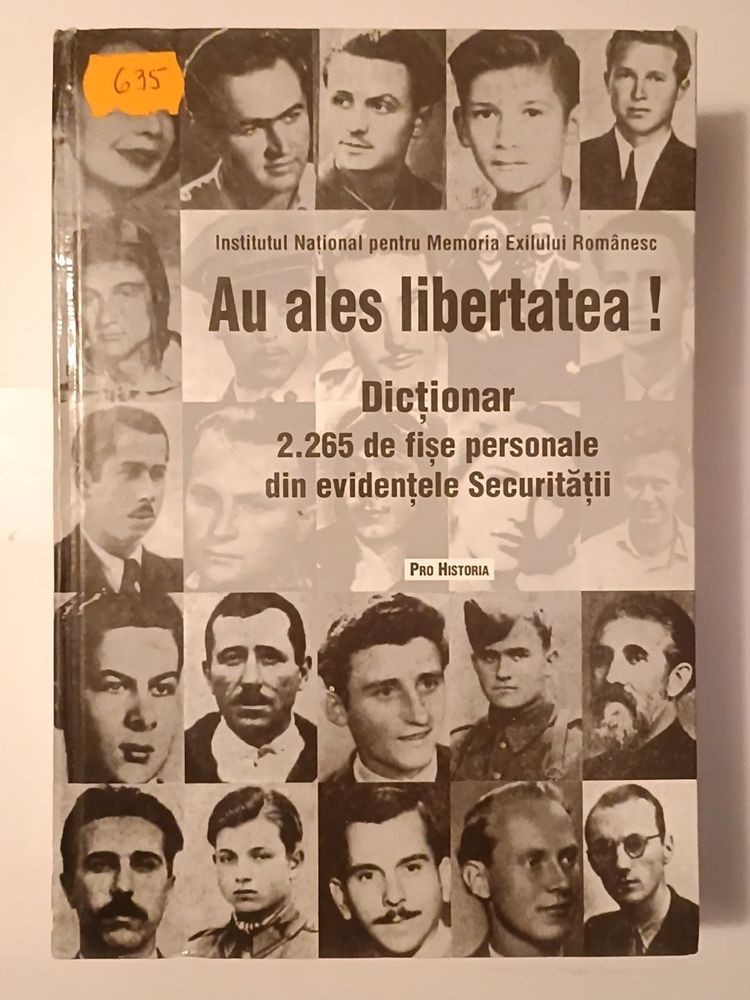 635
Institutul Național pentru Memoria Exilului Românesc
Au ales libertatea !
Dicționar
2.265 de fișe personale
din evidențele Securității
PRO HISTORIA